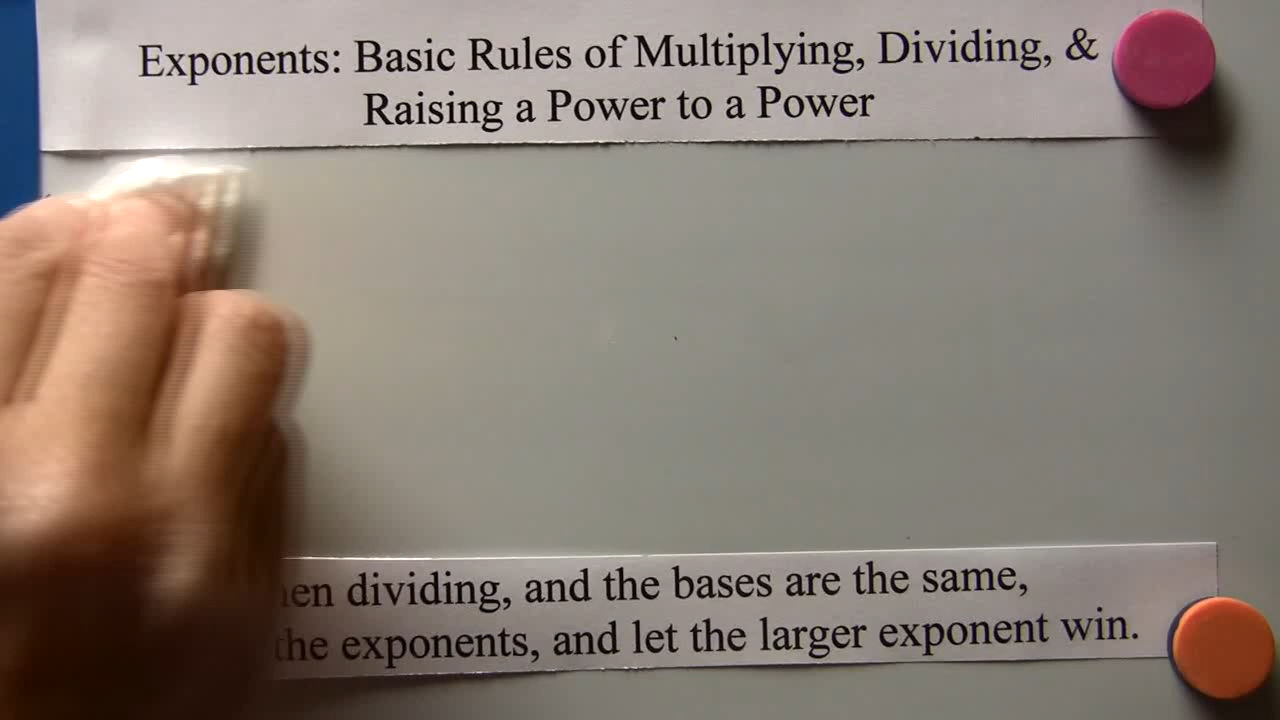 Exponents: Basic Rules of Multiplying, Dividing, &
Raising a Power to a Power
dividing, and the bases are the same,
the exponents, and let the larger exponent win.